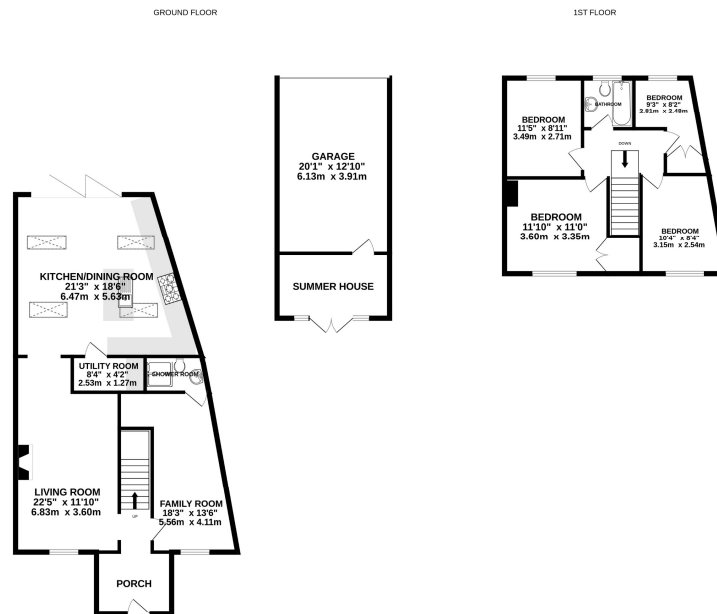 GROUND FLOOR
1ST FLOOR
GARAGE
20'1" x 12'10"
6.13m x 3.91m
SUMMER HOUSE
KITCHEN/DINING ROOM
21'3" x 18'6"
6.47m x 5.63m
UTILITY ROOM
8'4" x 4'2"
2.53m x 1.27m
SHOWER ROOM
LIVING ROOM
22'5" x 11'10"
6.83m x 3.60m
UP
FAMILY ROOM
18'3" x 13'6"
5.56m x 4.11m
PORCH
BEDROOM
11'5" x 8'11"
3.49m x 2.71m
BATHROOM
BEDROOM
9'3" x 8'2"
2.81m x 2.48m
DOWN
BEDROOM
11'10" x 11'0"
3.60m x 3.35m
BEDROOM
10'4" x 8'4"
3.15m x 2.54m